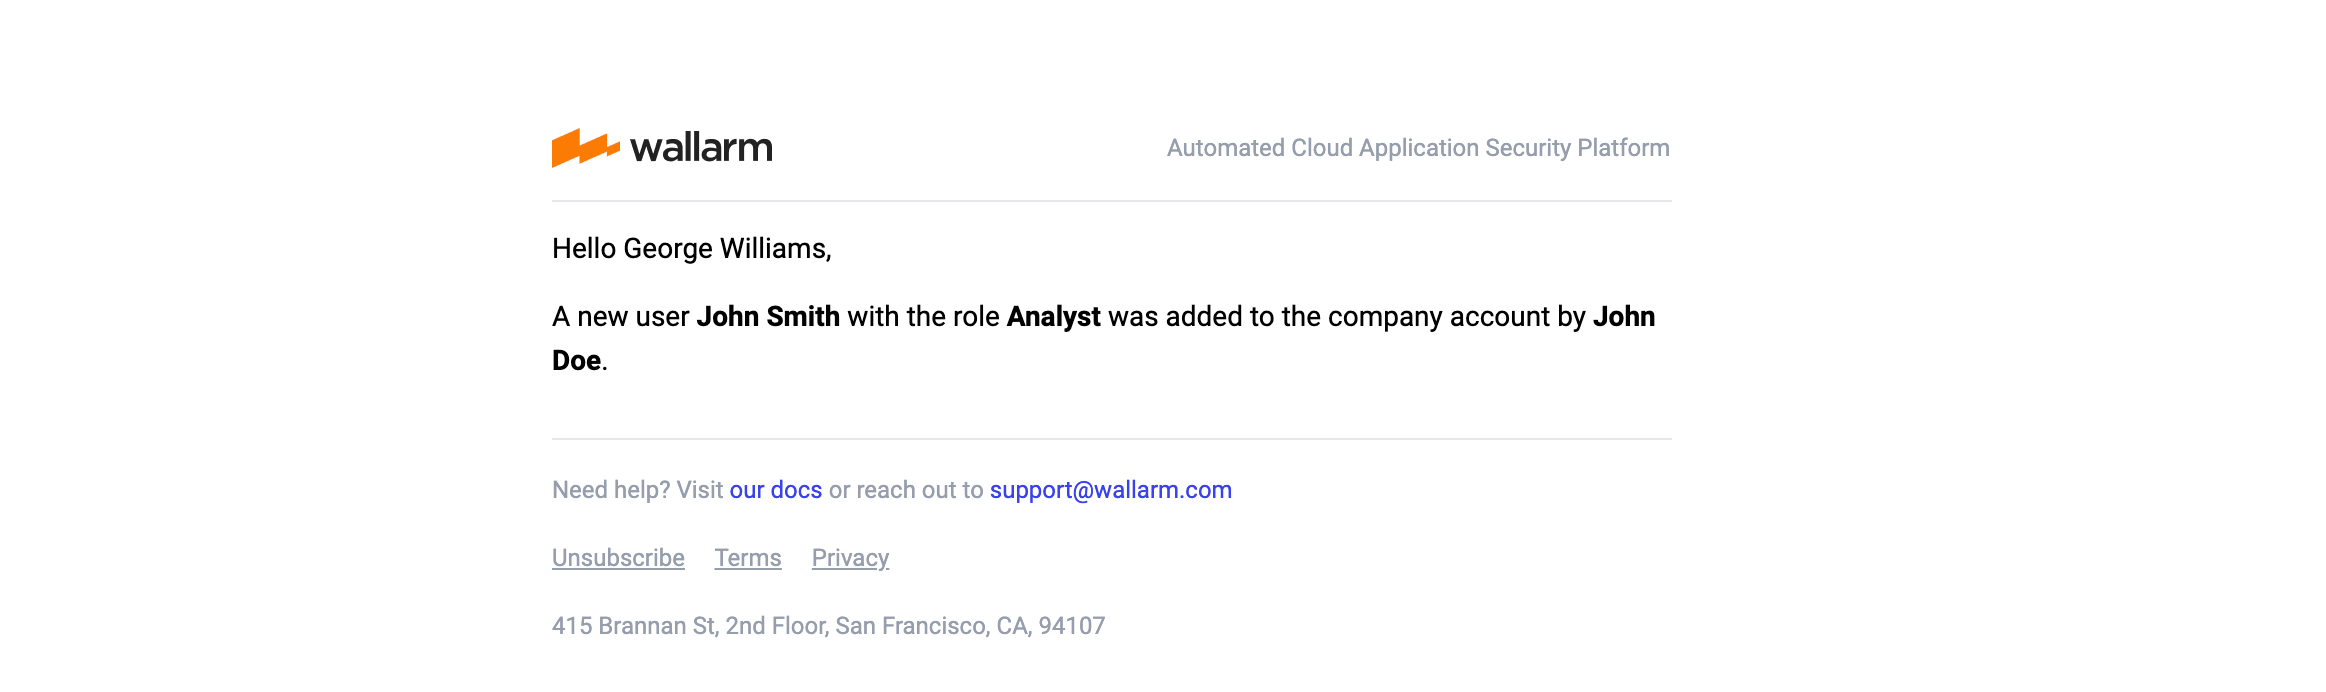 wallarm
Automated Cloud Application Security Platform
Hello George Williams,
A new user John Smith with the role Analyst was added to the company account by John
Doe.
Need help? Visit our docs or reach out to support@wallarm.com
Unsubscribe Terms Privacy
415 Brannan St, 2nd Floor, San Francisco, CA, 94107